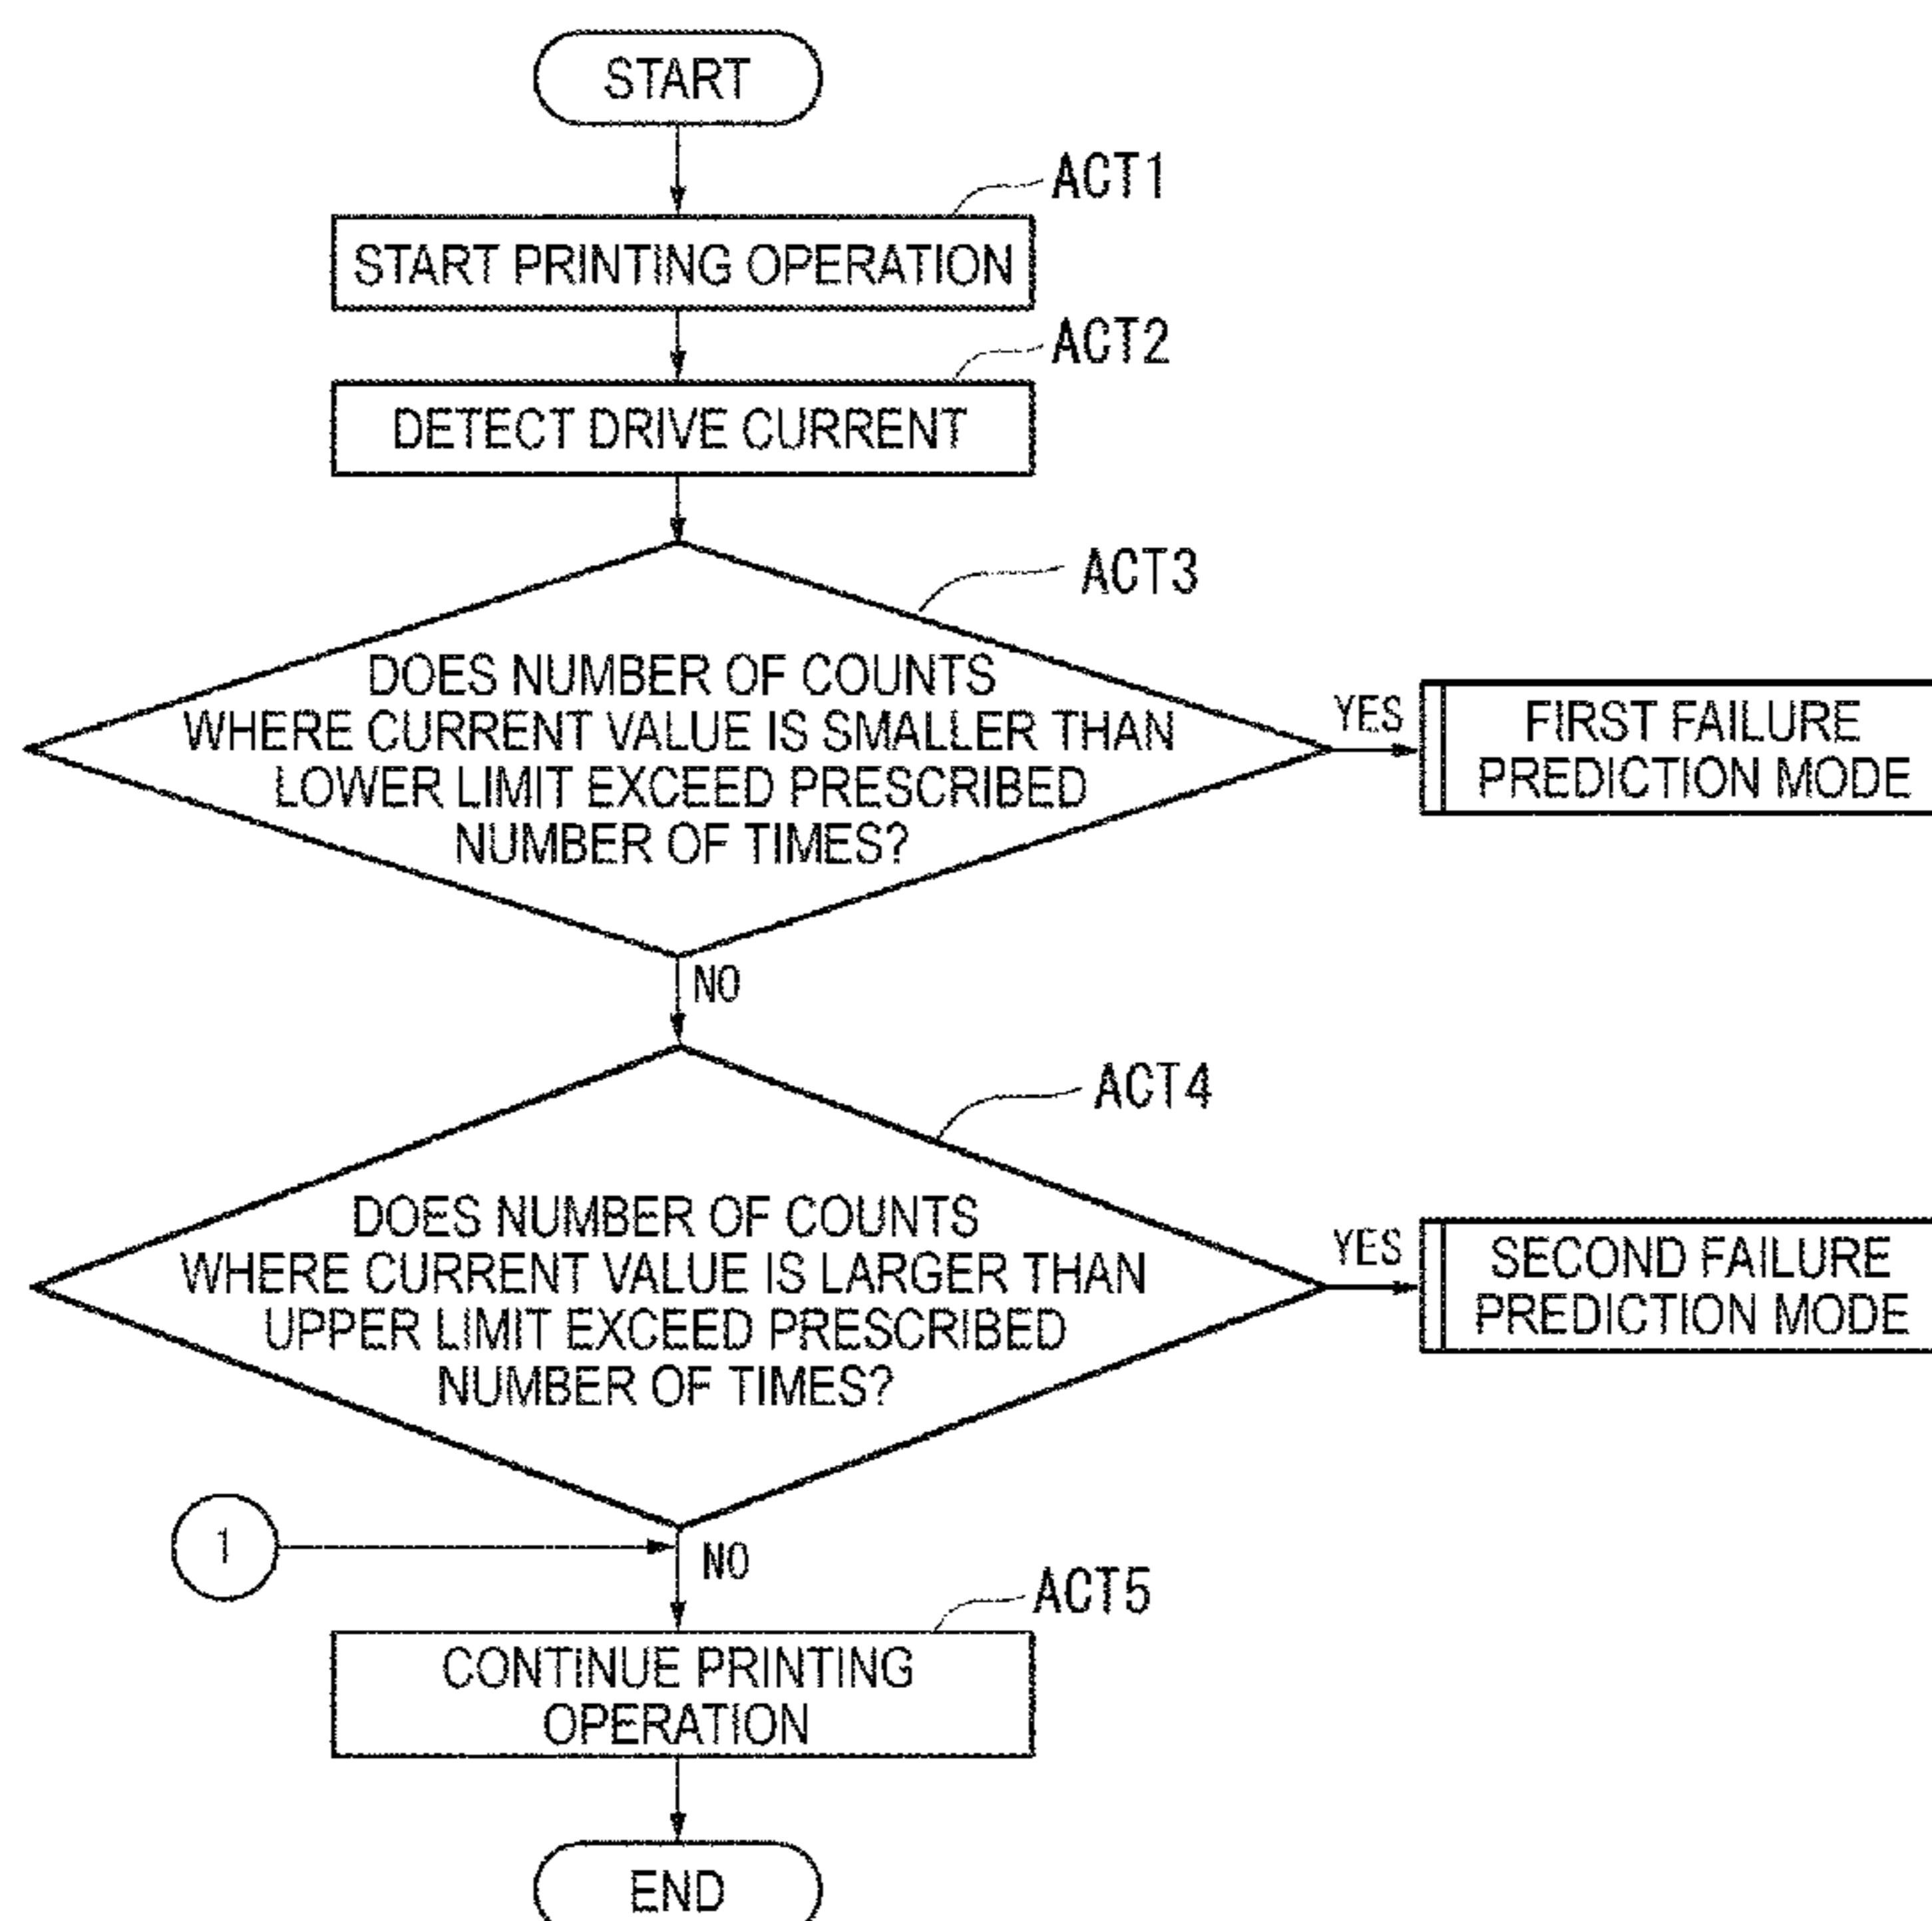 START
ACT1
START PRINTING OPERATION
ACT2
DETECT DRIVE CURRENT
ACT3
DOES NUMBER OF COUNTS
WHERE CURRENT VALUE IS SMALLER THAN
LOWER LIMIT EXCEED PRESCRIBED
NUMBER OF TIMES?
YES
FIRST FAILURE
PREDICTION MODE
NO
ACT4
DOES NUMBER OF COUNTS
WHERE CURRENT VALUE IS LARGER THAN
UPPER LIMIT EXCEED PRESCRIBED
NUMBER OF TIMES?
YES
SECOND FAILURE
PREDICTION MODE
1
NO
ACT5
CONTINUE PRINTING
OPERATION
END